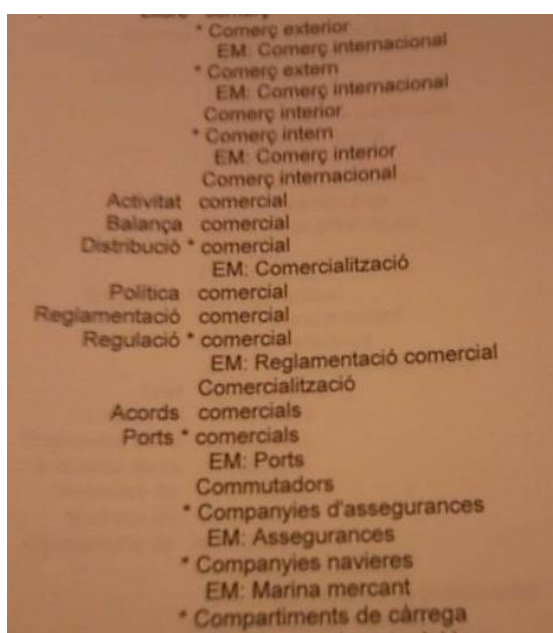 * Comerç exterior
EM: Comerç internacional
* Comerç extern
EM: Comerç internacional
Comerç interior
* Comerç intern
EM: Comerç interior
Comerç internacional
Activitat comercial
Balança comercial
Distribució * comercial
EM: Comercialització
Política comercial
Reglamentació comercial
Regulació * comercial
EM: Reglamentació comercial
Comercialització
Acords comercials
Ports * comercials
EM: Ports
Commutadors
* Companyies d'assegurances
EM: Assegurances
* Companyies navieres
EM: Marina mercant
* Compartiments de càrrega